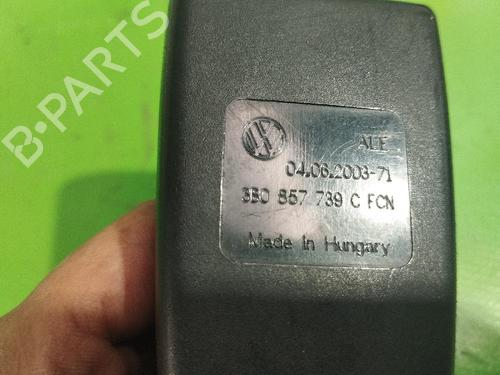 B-PARTS
ALE
04.06.2003-71
3B0 857 739 C FCN
Made in Hungary